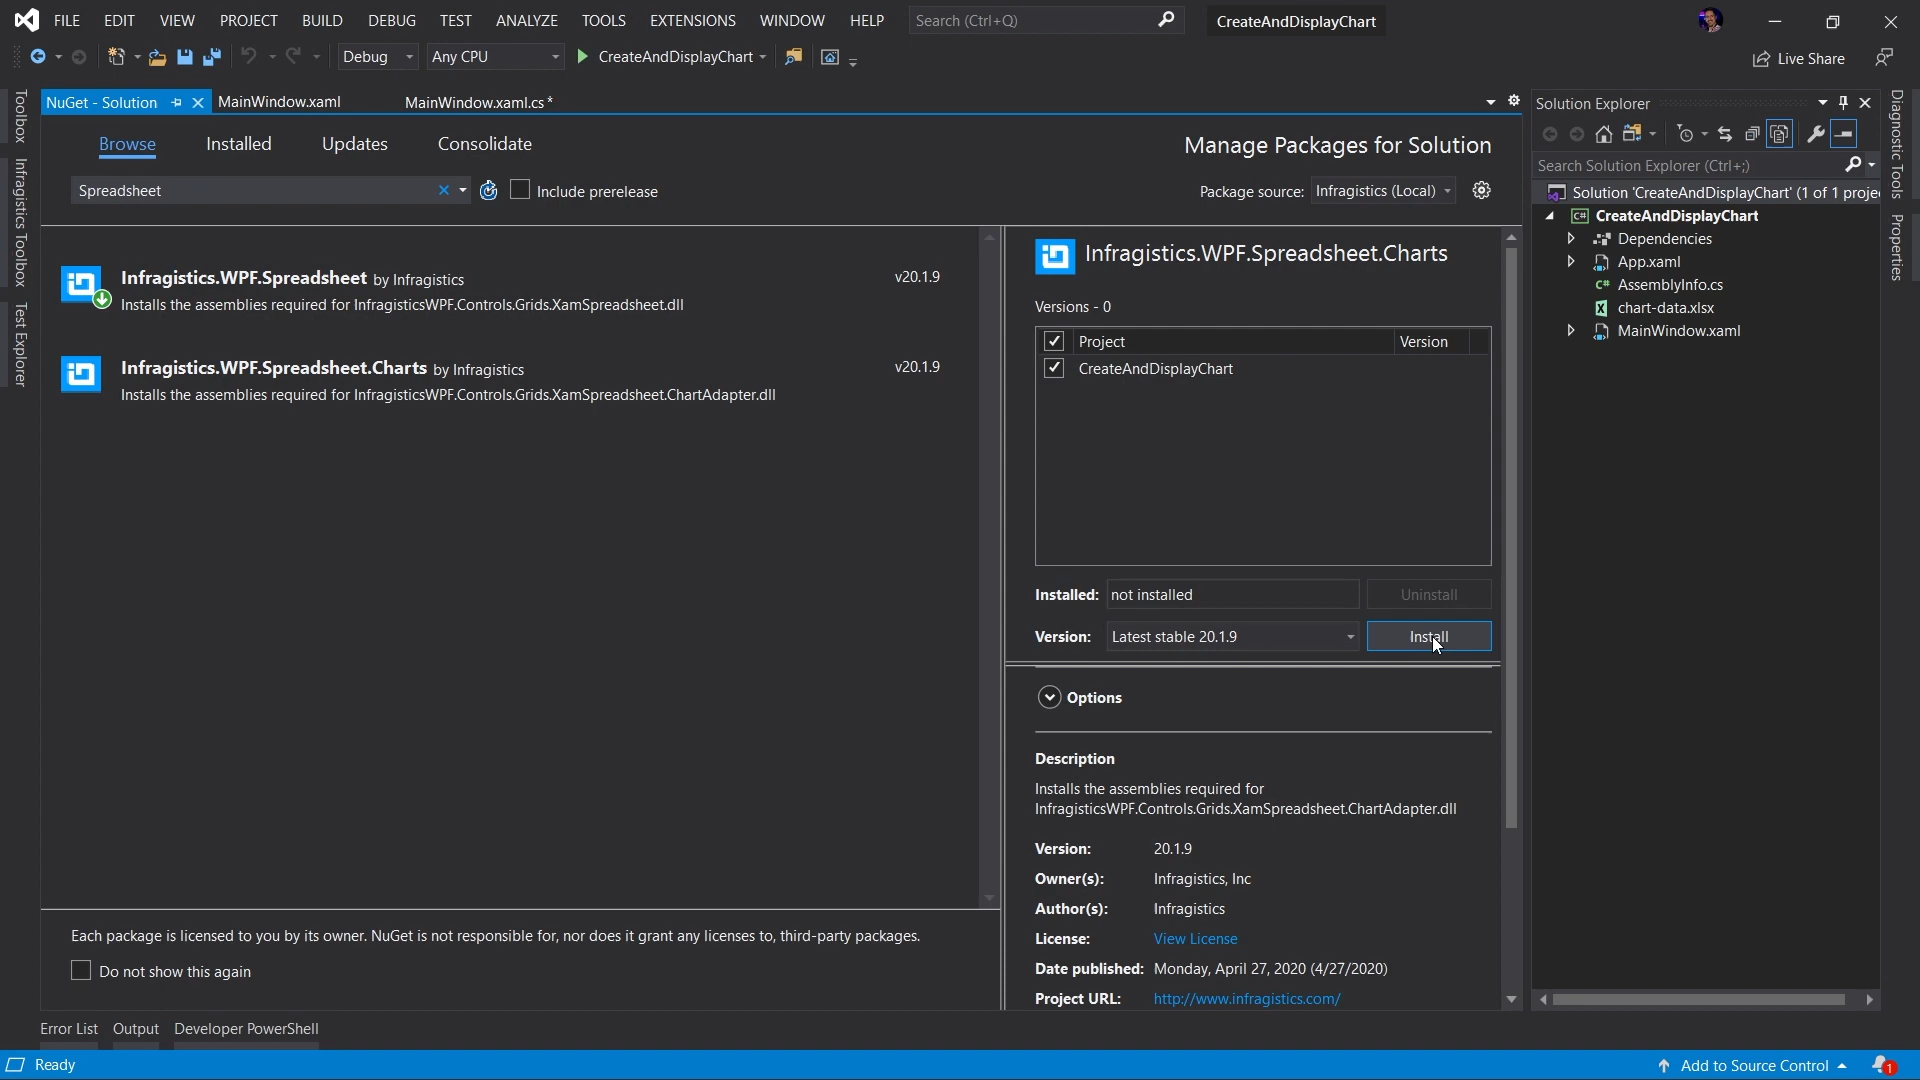 FILE EDIT VIEW PROJECT BUILD DEBUG TEST ANALYZE TOOLS EXTENSIONS WINDOW HELP Search (Ctrl+Q) CreateAndDisplayChart
Debug Any CPU CreateAndDisplayChart Live Share
Toolbox
Infragistics Toolbox
Test Explorer
NuGet - Solution MainWindow.xaml MainWindow.xaml.cs*
Browse Installed Updates Consolidate Manage Packages for Solution
Spreadsheet Include prerelease Package source: Infragistics (Local)
Infragistics.WPF.Spreadsheet by Infragistics v20.1.9
Installs the assemblies required for InfragisticsWPF.Controls.Grids.XamSpreadsheet.dll
Infragistics.WPF.Spreadsheet.Charts by Infragistics v20.1.9
Installs the assemblies required for InfragisticsWPF.Controls.Grids.XamSpreadsheet.ChartAdapter.dll
Each package is licensed to you by its owner. NuGet is not responsible for, nor does it grant any licenses to, third-party packages.
Do not show this again
Infragistics.WPF.Spreadsheet.Charts
Versions - 0
Project Version
CreateAndDisplayChart
Installed: not installed Uninstall
Version: Latest stable 20.1.9 Install
Options
Description
Installs the assemblies required for
InfragisticsWPF.Controls.Grids.XamSpreadsheet.ChartAdapter.dll
Version: 20.1.9
Owner(s): Infragistics, Inc
Author(s): Infragistics
License: View License
Date published: Monday, April 27, 2020 (4/27/2020)
Project URL: http://www.infragistics.com/
Solution Explorer
Search Solution Explorer (Ctrl+;)
Solution 'CreateAndDisplayChart' (1 of 1 proje
C# CreateAndDisplayChart
Dependencies
App.xaml
C# AssemblyInfo.cs
chart-data.xlsx
MainWindow.xaml
Diagnostic Tools
Properties
Error List Output Developer PowerShell
Ready Add to Source Control 1